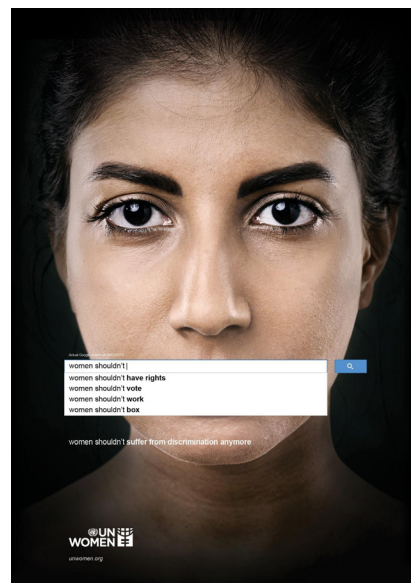 women shouldn't
women shouldn't have rights
women shouldn't vote
women shouldn't work
women shouldn't box
women shouldn't suffer from discrimination anymore
UN
WOMEN
unwomen.org